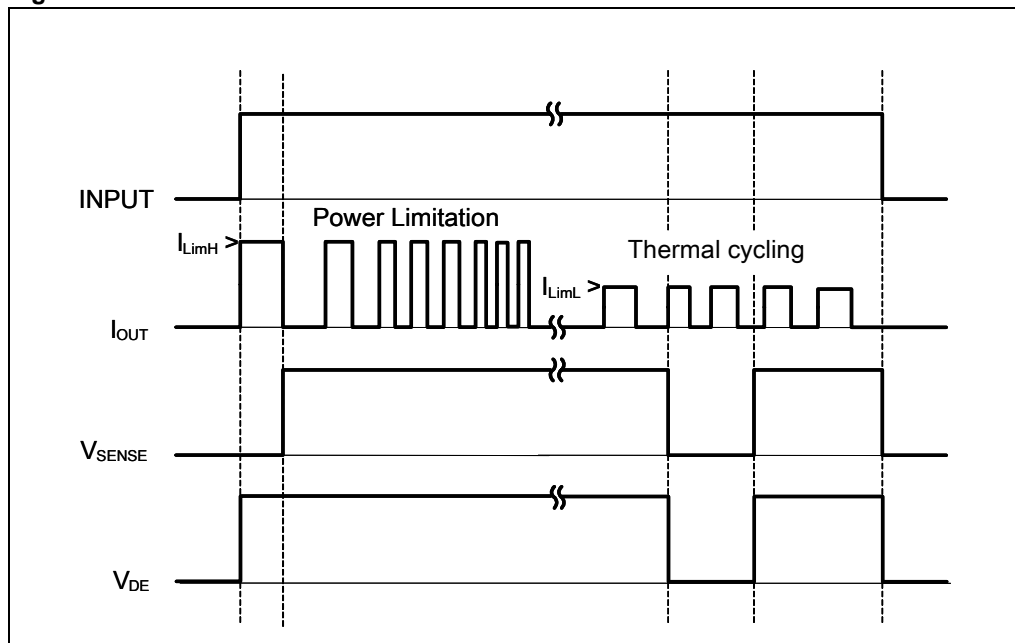 INPUT
Power Limitation
I_LimH >
Thermal cycling
I_LimL >
I_OUT
V_SENSE
V_DE